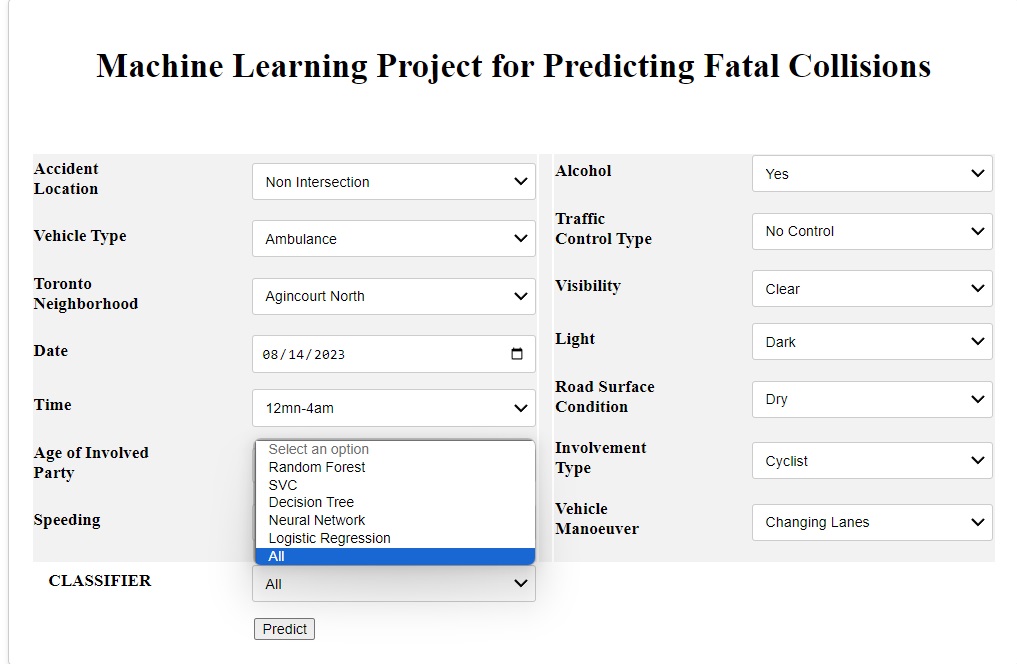 Machine Learning Project for Predicting Fatal Collisions
Accident
Location
Non Intersection
Vehicle Type
Ambulance
Toronto
Neighborhood
Agincourt North
Date
08/14/2023
Time
12mn-4am
Age of Involved
Party
Speeding
Select an option
Random Forest
SVC
Decision Tree
Neural Network
Logistic Regression
All
CLASSIFIER
All
Predict
Alcohol
Yes
Traffic
Control Type
No Control
Visibility
Clear
Light
Dark
Road Surface
Condition
Dry
Involvement
Type
Cyclist
Vehicle
Manoeuver
Changing Lanes